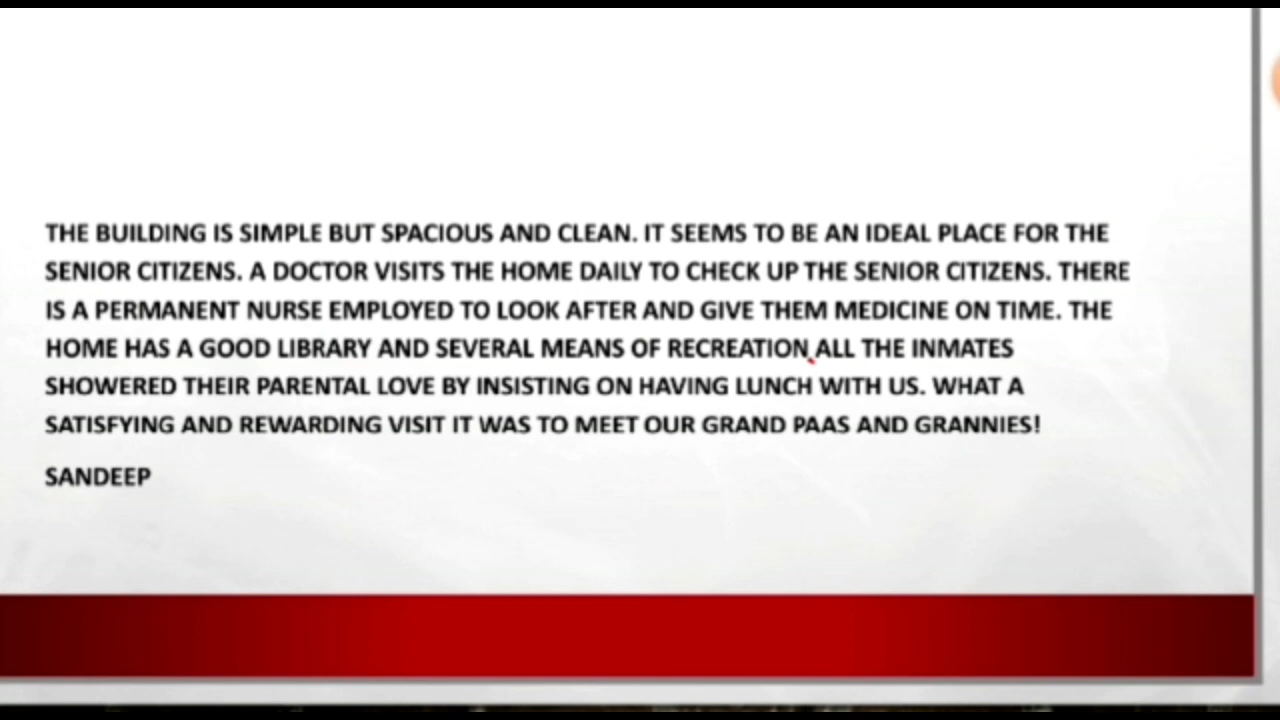 THE BUILDING IS SIMPLE BUT SPACIOUS AND CLEAN. IT SEEMS TO BE AN IDEAL PLACE FOR THE
SENIOR CITIZENS. A DOCTOR VISITS THE HOME DAILY TO CHECK UP THE SENIOR CITIZENS. THERE
IS A PERMANENT NURSE EMPLOYED TO LOOK AFTER AND GIVE THEM MEDICINE ON TIME. THE
HOME HAS A GOOD LIBRARY AND SEVERAL MEANS OF RECREATION, ALL THE INMATES
SHOWERED THEIR PARENTAL LOVE BY INSISTING ON HAVING LUNCH WITH US. WHAT A
SATISFYING AND REWARDING VISIT IT WAS TO MEET OUR GRAND PAAS AND GRANNIES!
SANDEEP